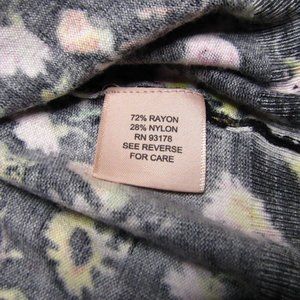 72% RAYON
28% NYLON
RN 93178
SEE REVERSE
FOR CARE